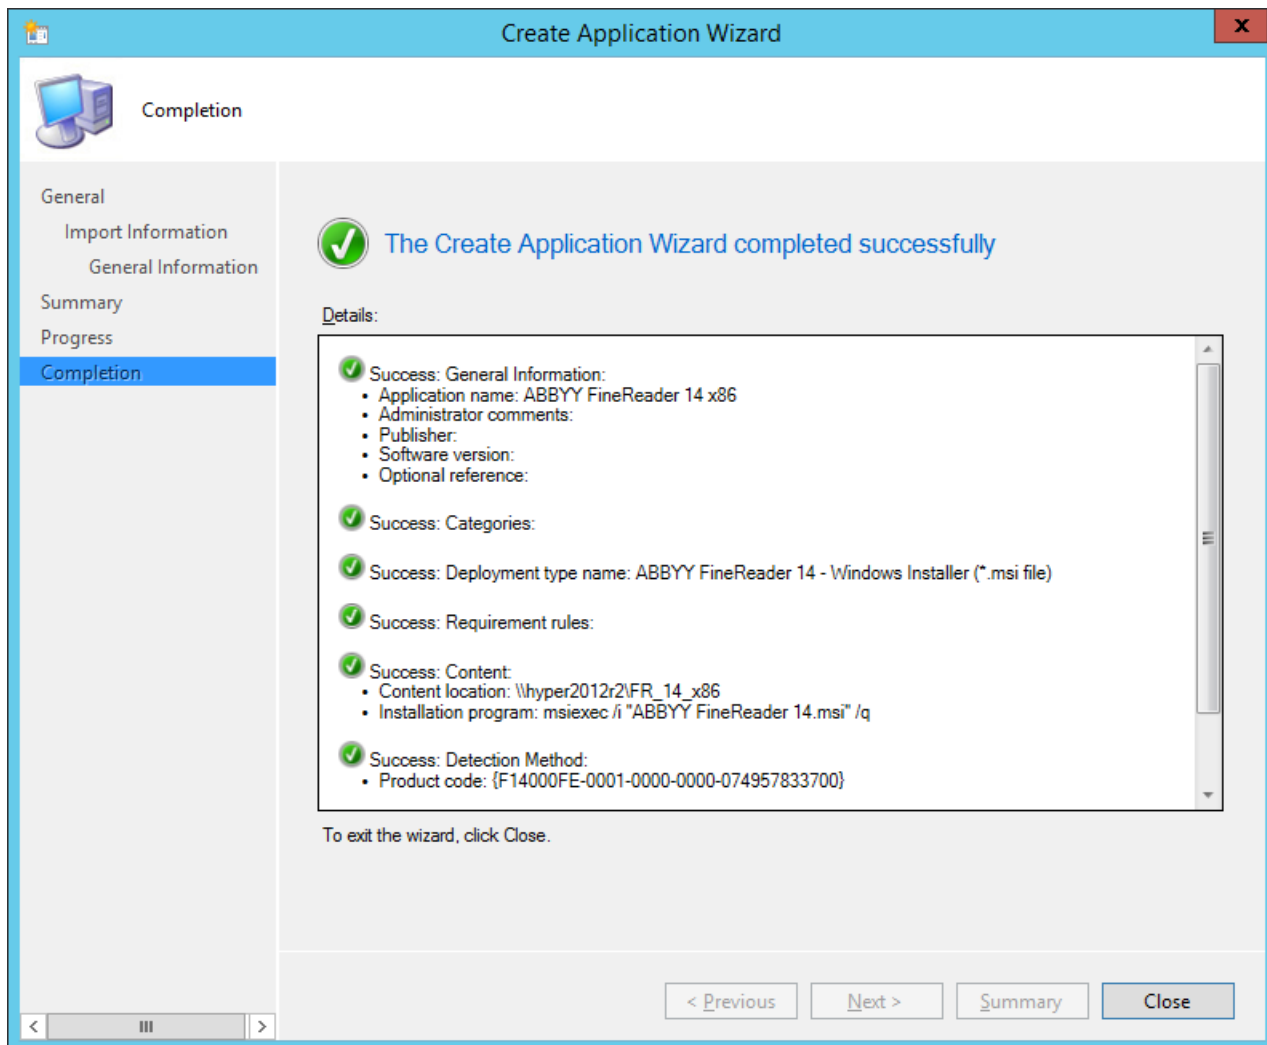 Create Application Wizard
x
Completion
General
Import Information
General Information
Summary
Progress
Completion
The Create Application Wizard completed successfully
Details:
Success: General Information:
• Application name: ABBYY FineReader 14 x86
• Administrator comments:
• Publisher:
• Software version:
• Optional reference:
Success: Categories:
Success: Deployment type name: ABBYY FineReader 14 - Windows Installer (*.msi file)
Success: Requirement rules:
Success: Content:
• Content location: \\hyper2012r2\FR_14_x86
• Installation program: msiexec /i "ABBYY FineReader 14.msi" /q
Success: Detection Method:
• Product code: {F14000FE-0001-0000-0000-074957833700}
To exit the wizard, click Close.
< Previous
Next >
Summary
Close